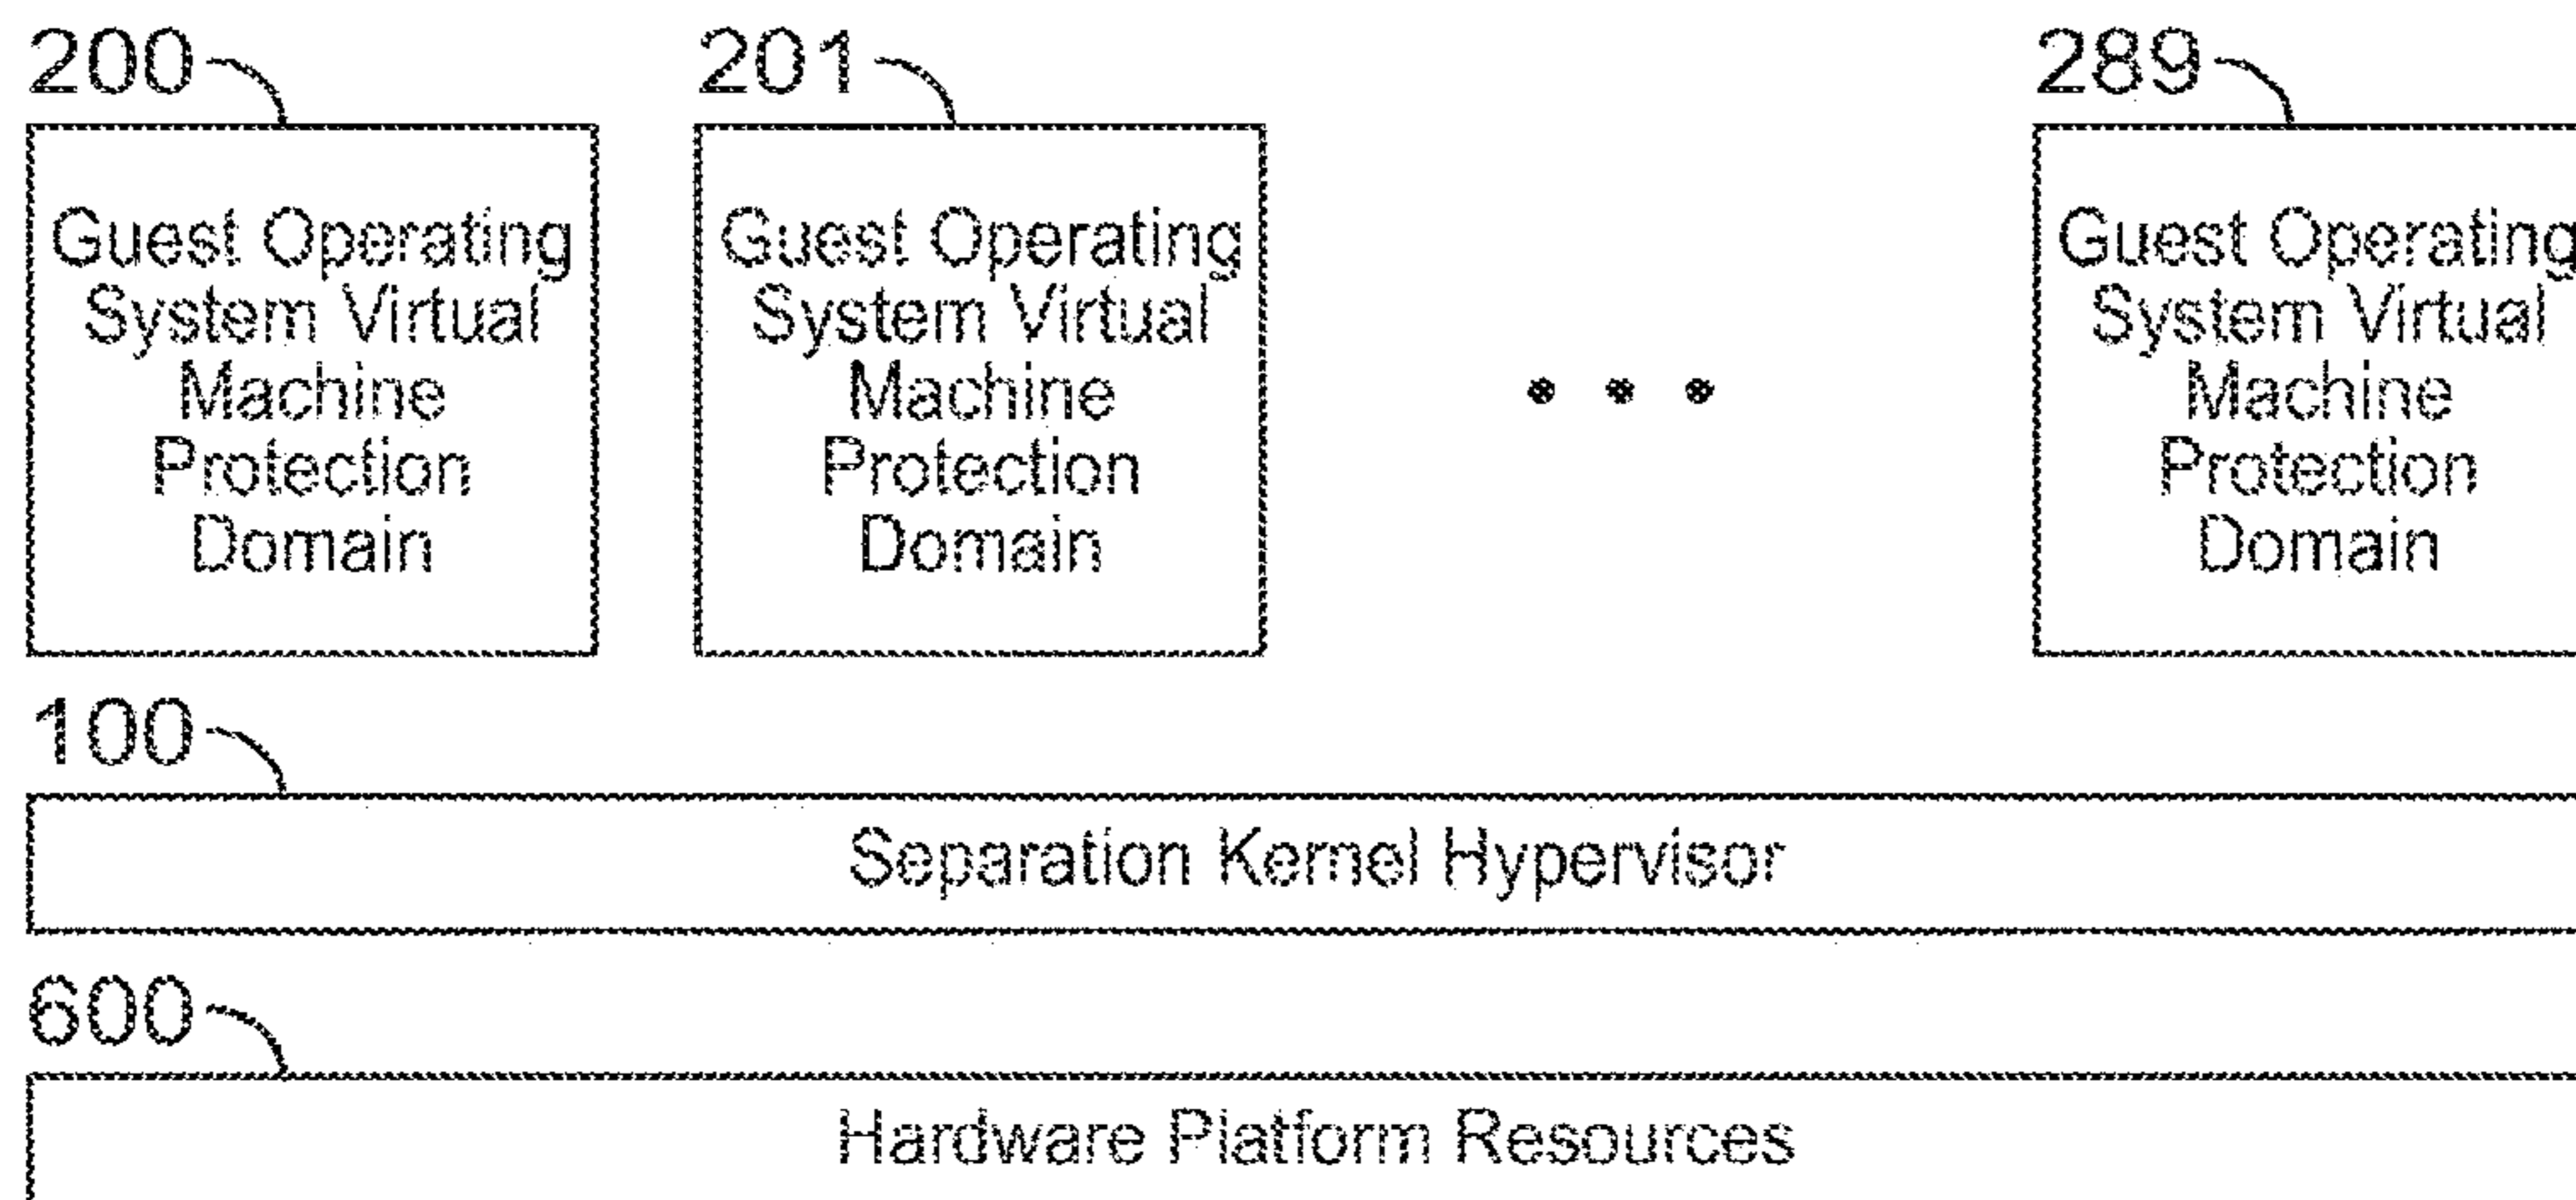 200
201
289
Guest Operating
System Virtual
Machine
Protection
Domain
Guest Operating
System Virtual
Machine
Protection
Domain
• • •
Guest Operating
System Virtual
Machine
Protection
Domain
100
Separation Kernel Hypervisor
600
Hardware Platform Resources